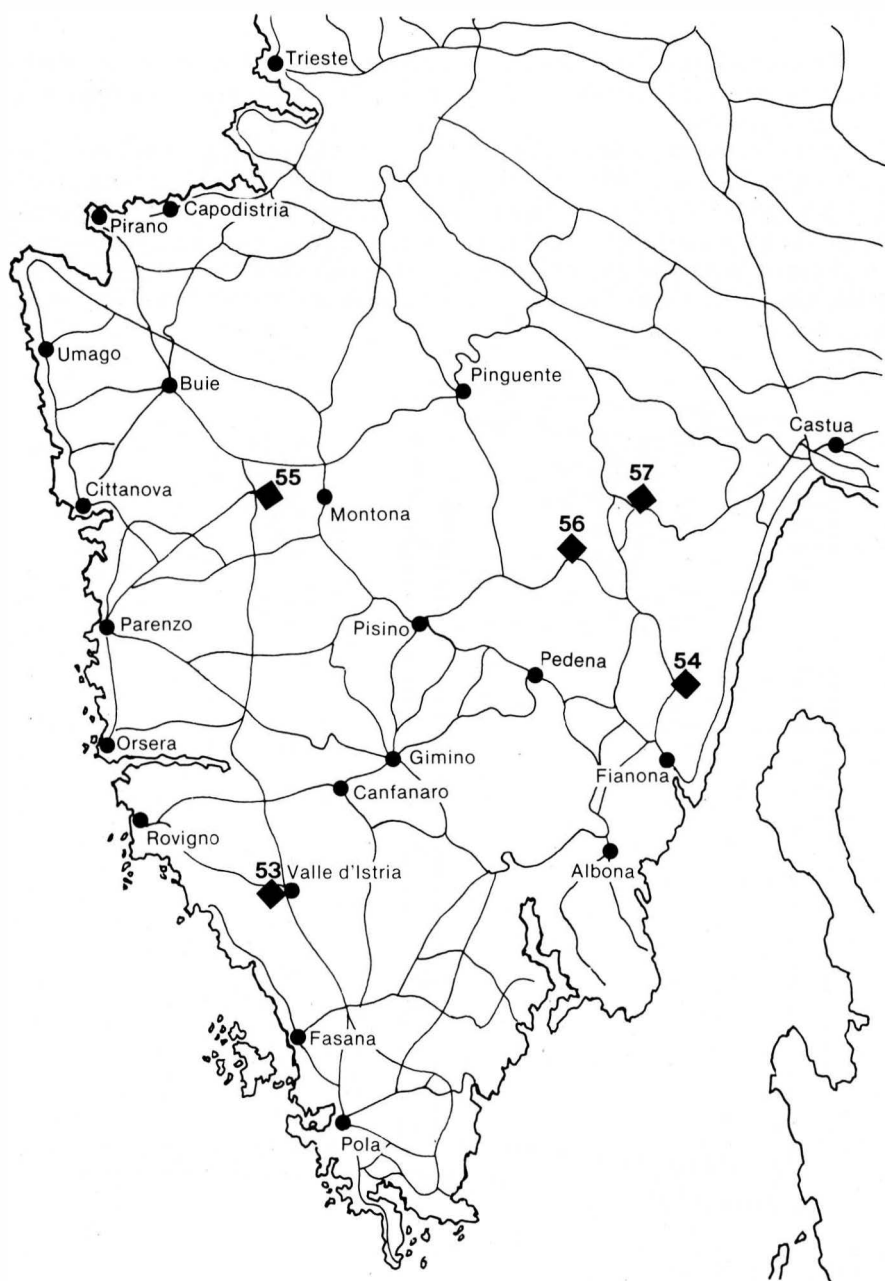 Trieste
Capodistria
Pirano
Umago
Pinguente
Buie
Castua
55
57
Cittanova
Montona
56
Parenzo
Pisino
Pedena
54
Orsera
Gimino
Fianona
Canfanaro
Rovigno
53
Valle d'Istria
Albona
Fasana
Pola